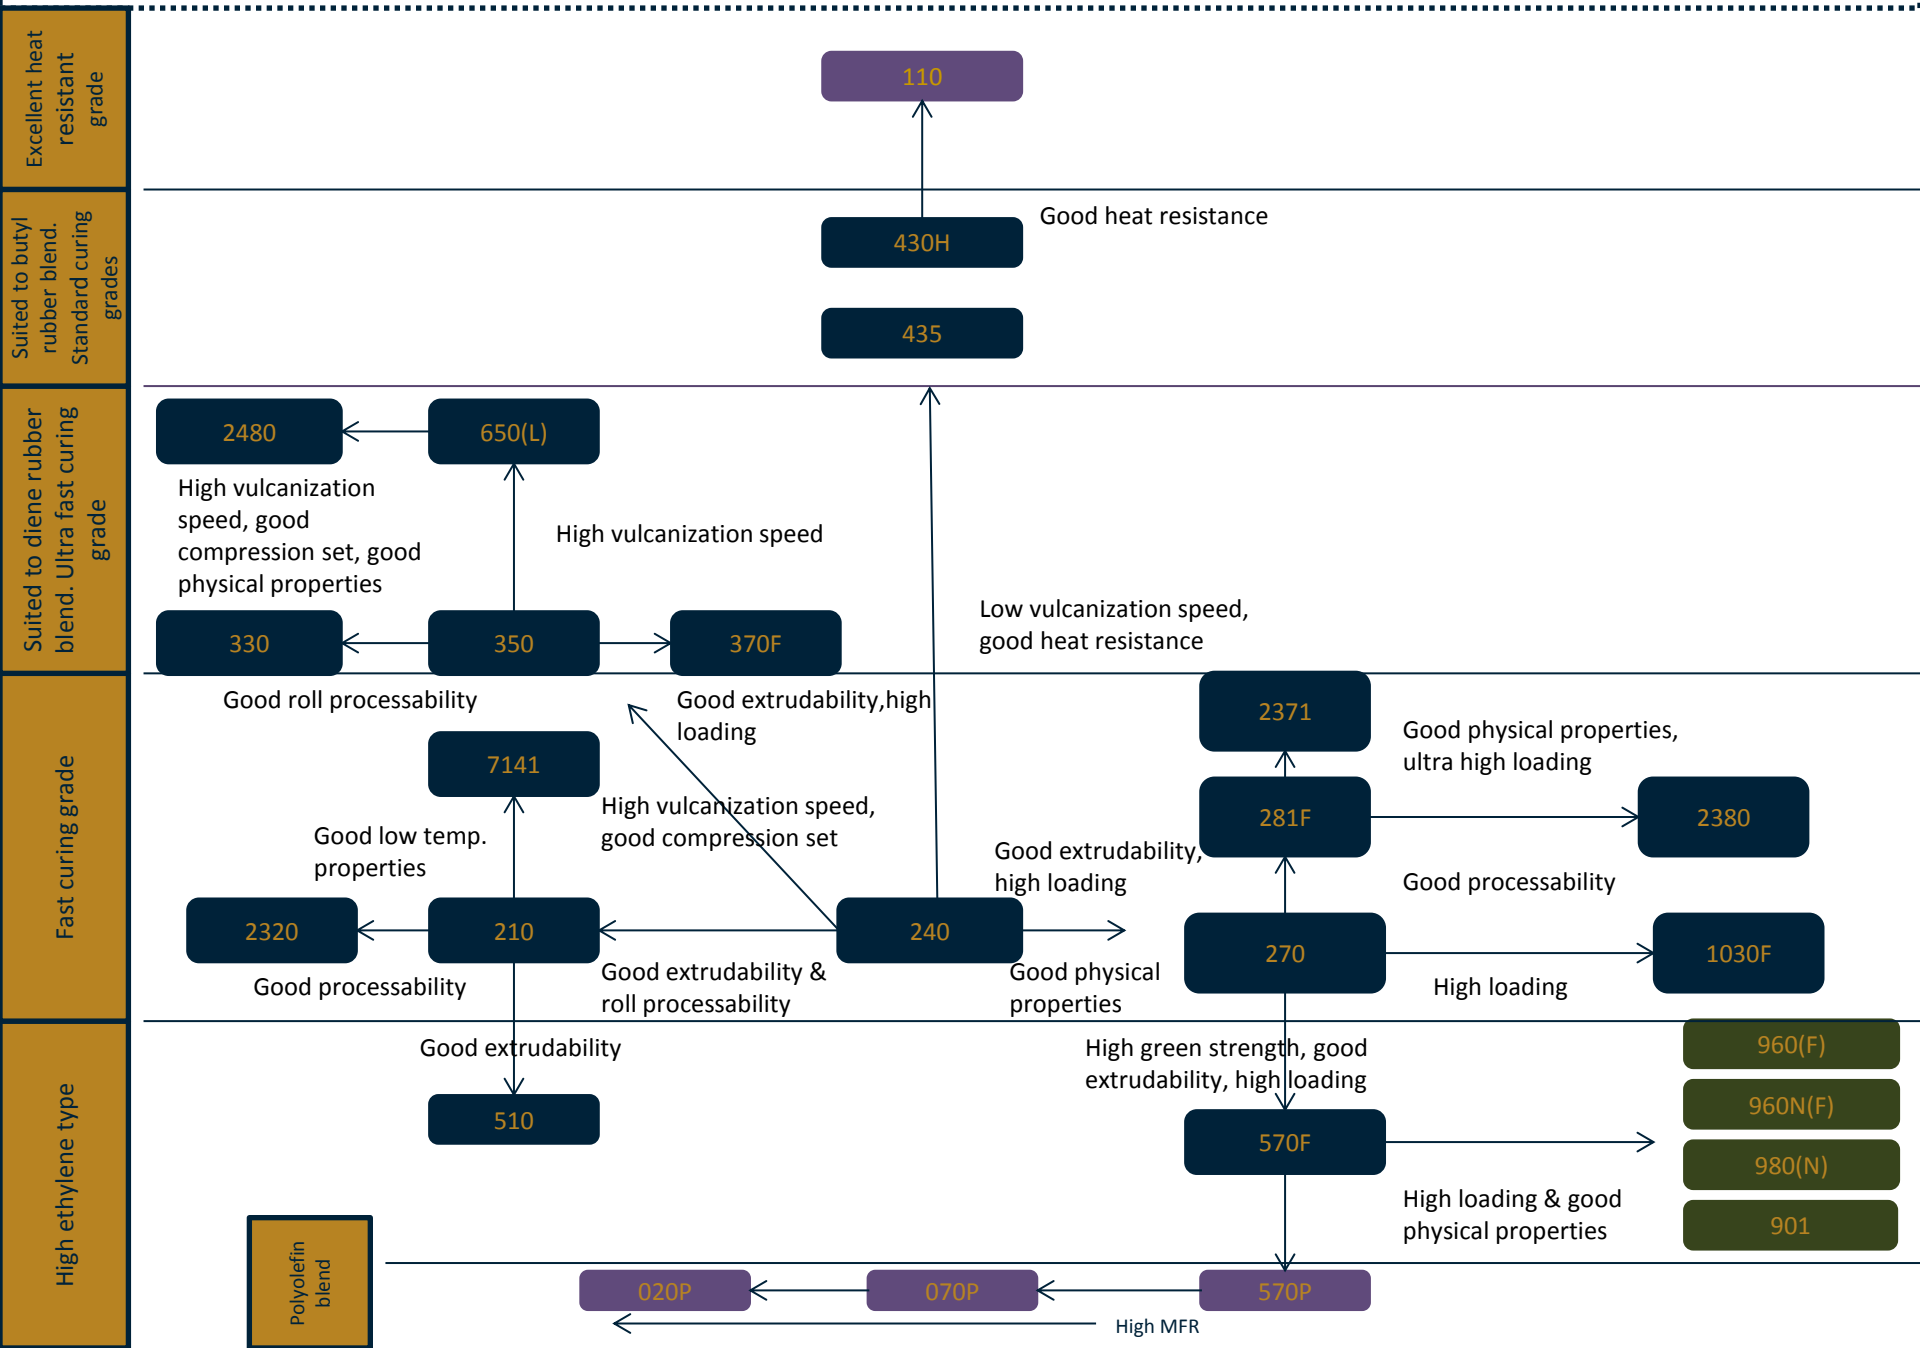 Excellent heat
resistant
grade
110
Suited to butyl
rubber blend.
Standard curing
grades
Good heat resistance
430H
435
Suited to diene rubber
blend. Ultra fast curing
grade
2480
650(L)
High vulcanization
speed, good
compression set, good
physical properties
High vulcanization speed
Low vulcanization speed,
good heat resistance
330
350
370F
Good roll processability
Good extrudability,high
loading
Fast curing grade
2371
Good physical properties,
ultra high loading
7141
High vulcanization speed,
good compression set
281F
2380
Good low temp.
properties
Good extrudability,
high loading
Good processability
2320
210
240
270
1030F
Good processability
Good extrudability &
roll processability
Good physical
properties
High loading
High ethylene type
Good extrudability
High green strength, good
extrudability, high loading
960(F)
960N(F)
510
570F
980(N)
High loading & good
physical properties
901
Polyolefin
blend
020P
070P
570P
High MFR